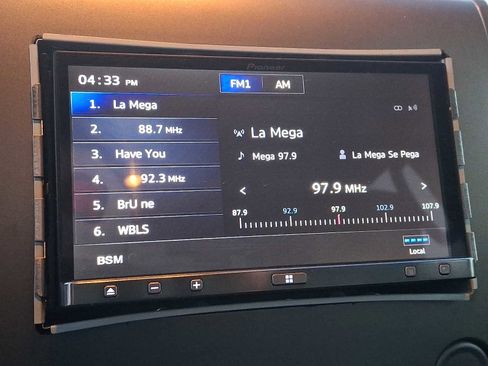 Pioneer
04:33 PM
FM1 AM
1. La Mega
2. 88.7 MHz
3. Have You
4. 92.3 MHz
5. BrU ne
6. WBLS
BSM
La Mega
Mega 97.9 La Mega Se Pega
< 97.9 MHz >
87.9 92.9 97.9 102.9 107.9
Local